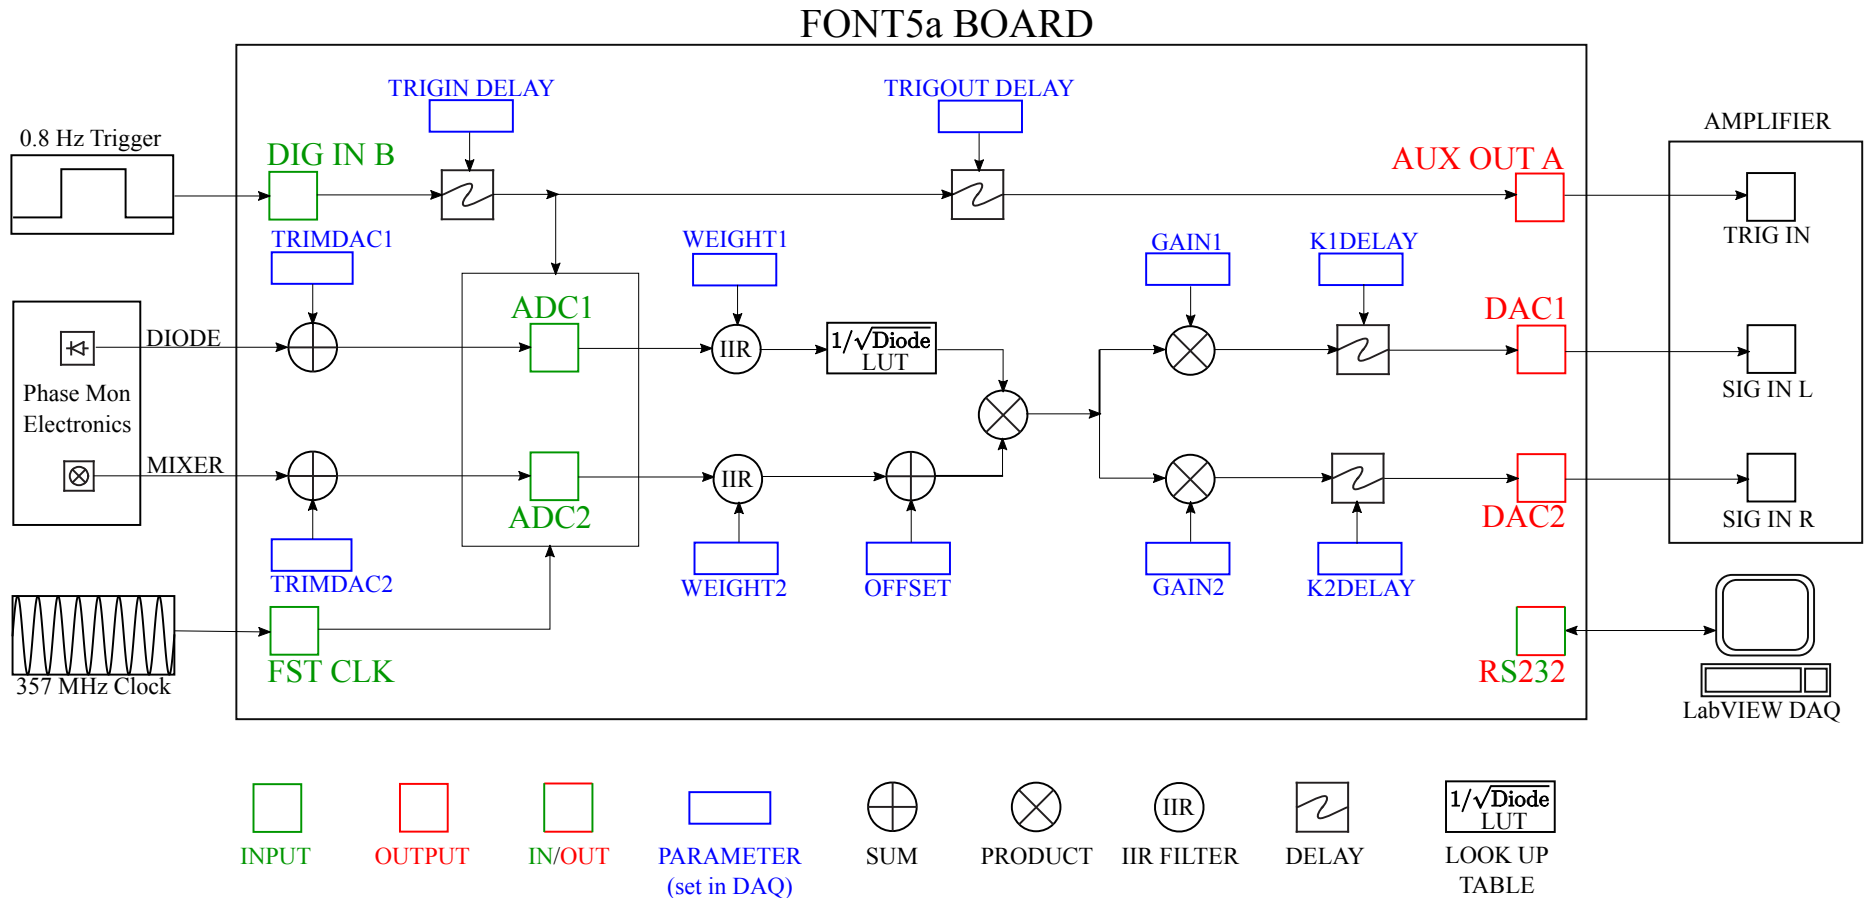 FONT5a BOARD
TRIGIN DELAY
TRIGOUT DELAY
AMPLIFIER
0.8 Hz Trigger
DIG IN B
AUX OUT A
TRIG IN
TRIMDAC1
WEIGHT1
GAIN1
K1DELAY
ADC1
DAC1
DIODE
IIR
1/√Diode
LUT
SIG IN L
Phase Mon
Electronics
MIXER
IIR
ADC2
DAC2
SIG IN R
TRIMDAC2
WEIGHT2
OFFSET
GAIN2
K2DELAY
FST CLK
RS232
357 MHz Clock
LabVIEW DAQ
INPUT
OUTPUT
IN/OUT
PARAMETER
(set in DAQ)
SUM
PRODUCT
IIR
IIR FILTER
DELAY
1/√Diode
LUT
LOOK UP
TABLE